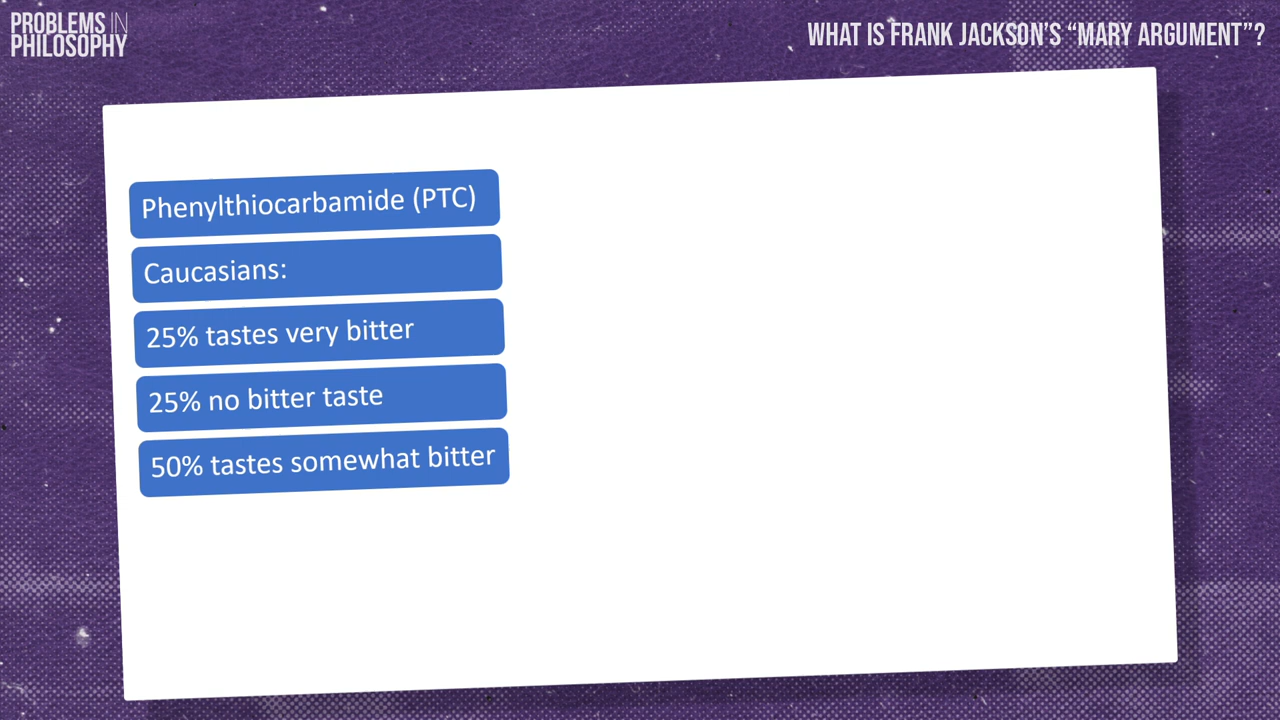 PROBLEMS IN
PHILOSOPHY
WHAT IS FRANK JACKSON'S “MARY ARGUMENT”?
Phenylthiocarbamide (PTC)
Caucasians:
25% tastes very bitter
25% no bitter taste
50% tastes somewhat bitter